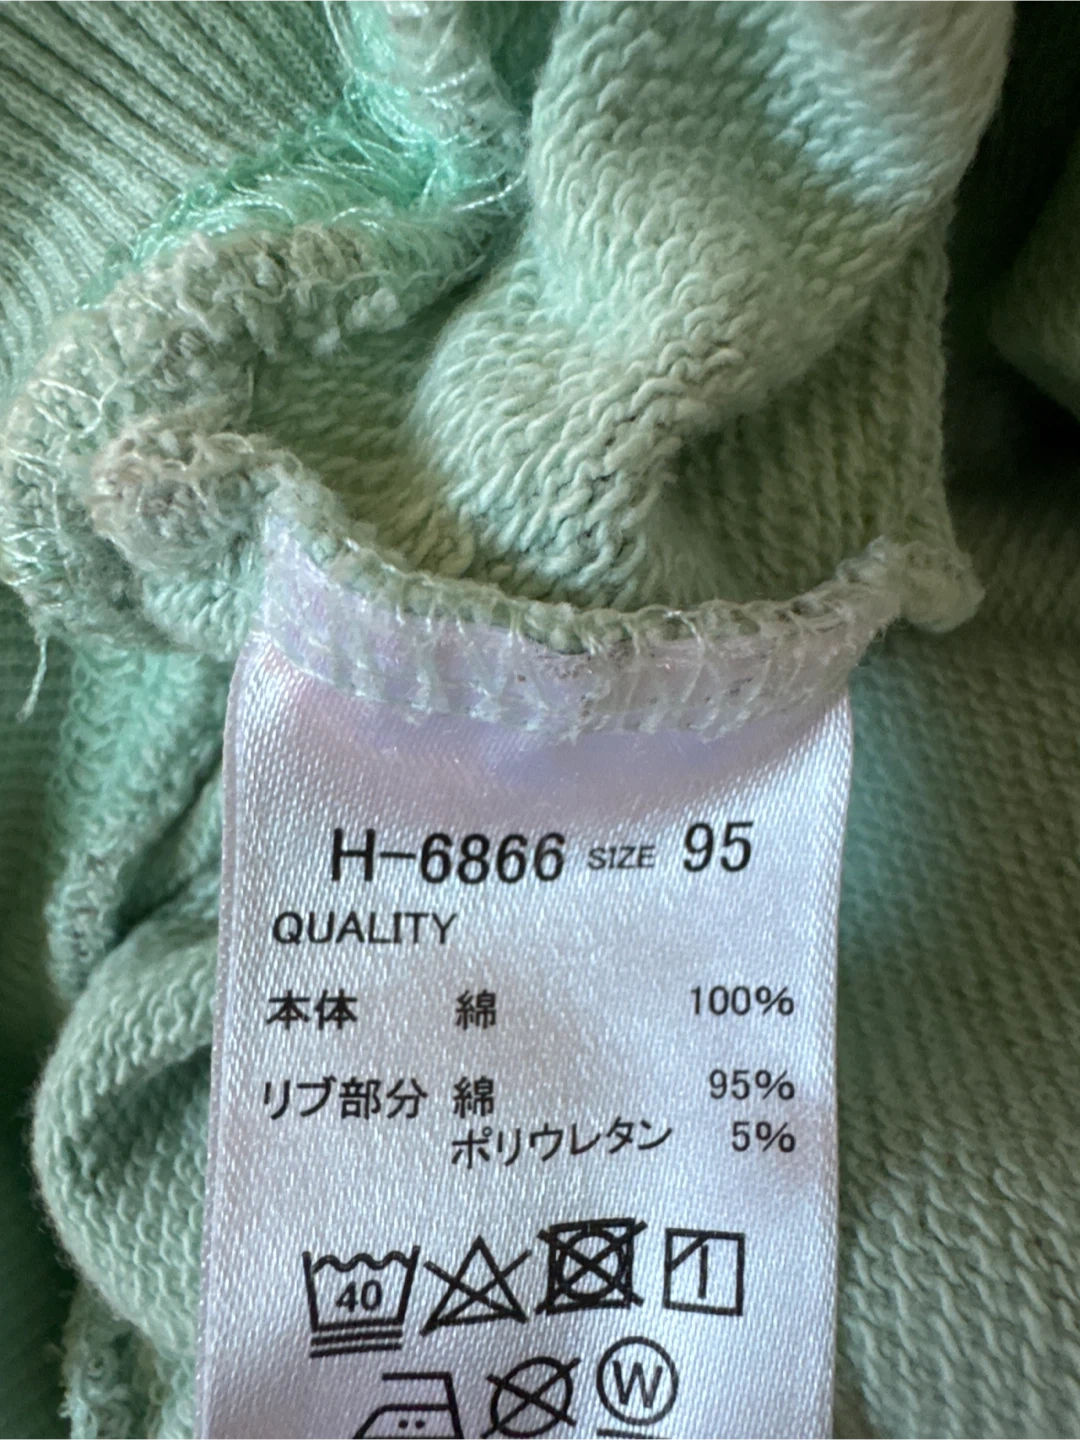 H-6866 SIZE 95
QUALITY
本体 綿 100%
リブ部分 綿 95%
ポリウレタン 5%
40
W